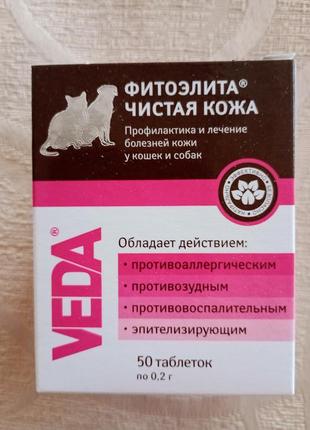 ФИТОЭЛИТА®
ЧИСТАЯ КОЖА
Профилактика и лечение
болезней кожи
у кошек и собак
VEDA®
Обладает действием:
• противоаллергическим
• противозудным
• противовоспалительным
• эпителизирующим
50 таблеток
по 0,2 г